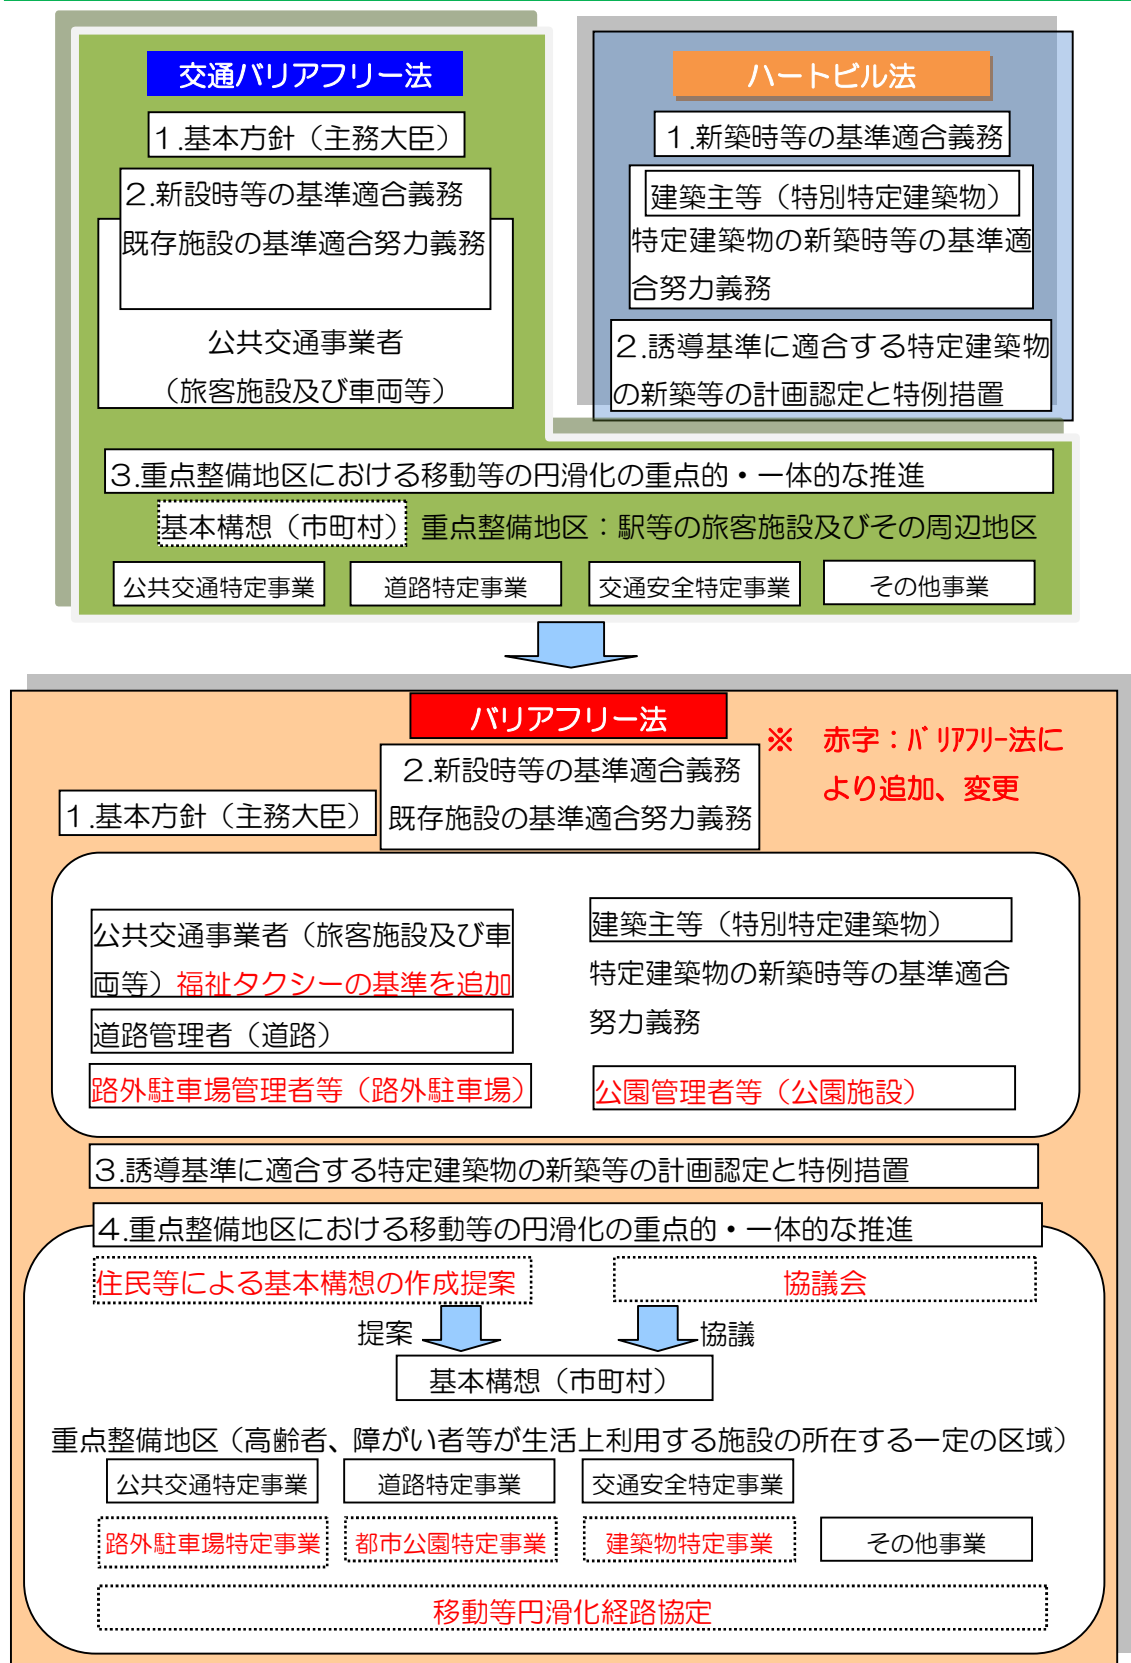 交通バリアフリー法
１.基本方針（主務大臣）
２.新設時等の基準適合義務
既存施設の基準適合努力義務
公共交通事業者
（旅客施設及び車両等）
ハートビル法
１.新築時等の基準適合義務
建築主等（特別特定建築物）
特定建築物の新築時等の基準適
合努力義務
２.誘導基準に適合する特定建築物
の新築等の計画認定と特例措置
３.重点整備地区における移動等の円滑化の重点的・一体的な推進
基本構想（市町村） 重点整備地区：駅等の旅客施設及びその周辺地区
公共交通特定事業 道路特定事業 交通安全特定事業 その他事業
バリアフリー法
※　赤字：ﾊﾞﾘｱﾌﾘｰ法に
より追加、変更
１.基本方針（主務大臣）
２.新設時等の基準適合義務
既存施設の基準適合努力義務
公共交通事業者（旅客施設及び車
両等）福祉タクシーの基準を追加
道路管理者（道路）
路外駐車場管理者等（路外駐車場）
建築主等（特別特定建築物）
特定建築物の新築時等の基準適合
努力義務
公園管理者等（公園施設）
３.誘導基準に適合する特定建築物の新築等の計画認定と特例措置
４.重点整備地区における移動等の円滑化の重点的・一体的な推進
住民等による基本構想の作成提案 協議会
提案 協議
基本構想（市町村）
重点整備地区（高齢者、障がい者等が生活上利用する施設の所在する一定の区域）
公共交通特定事業 道路特定事業 交通安全特定事業
路外駐車場特定事業 都市公園特定事業 建築物特定事業 その他事業
移動等円滑化経路協定